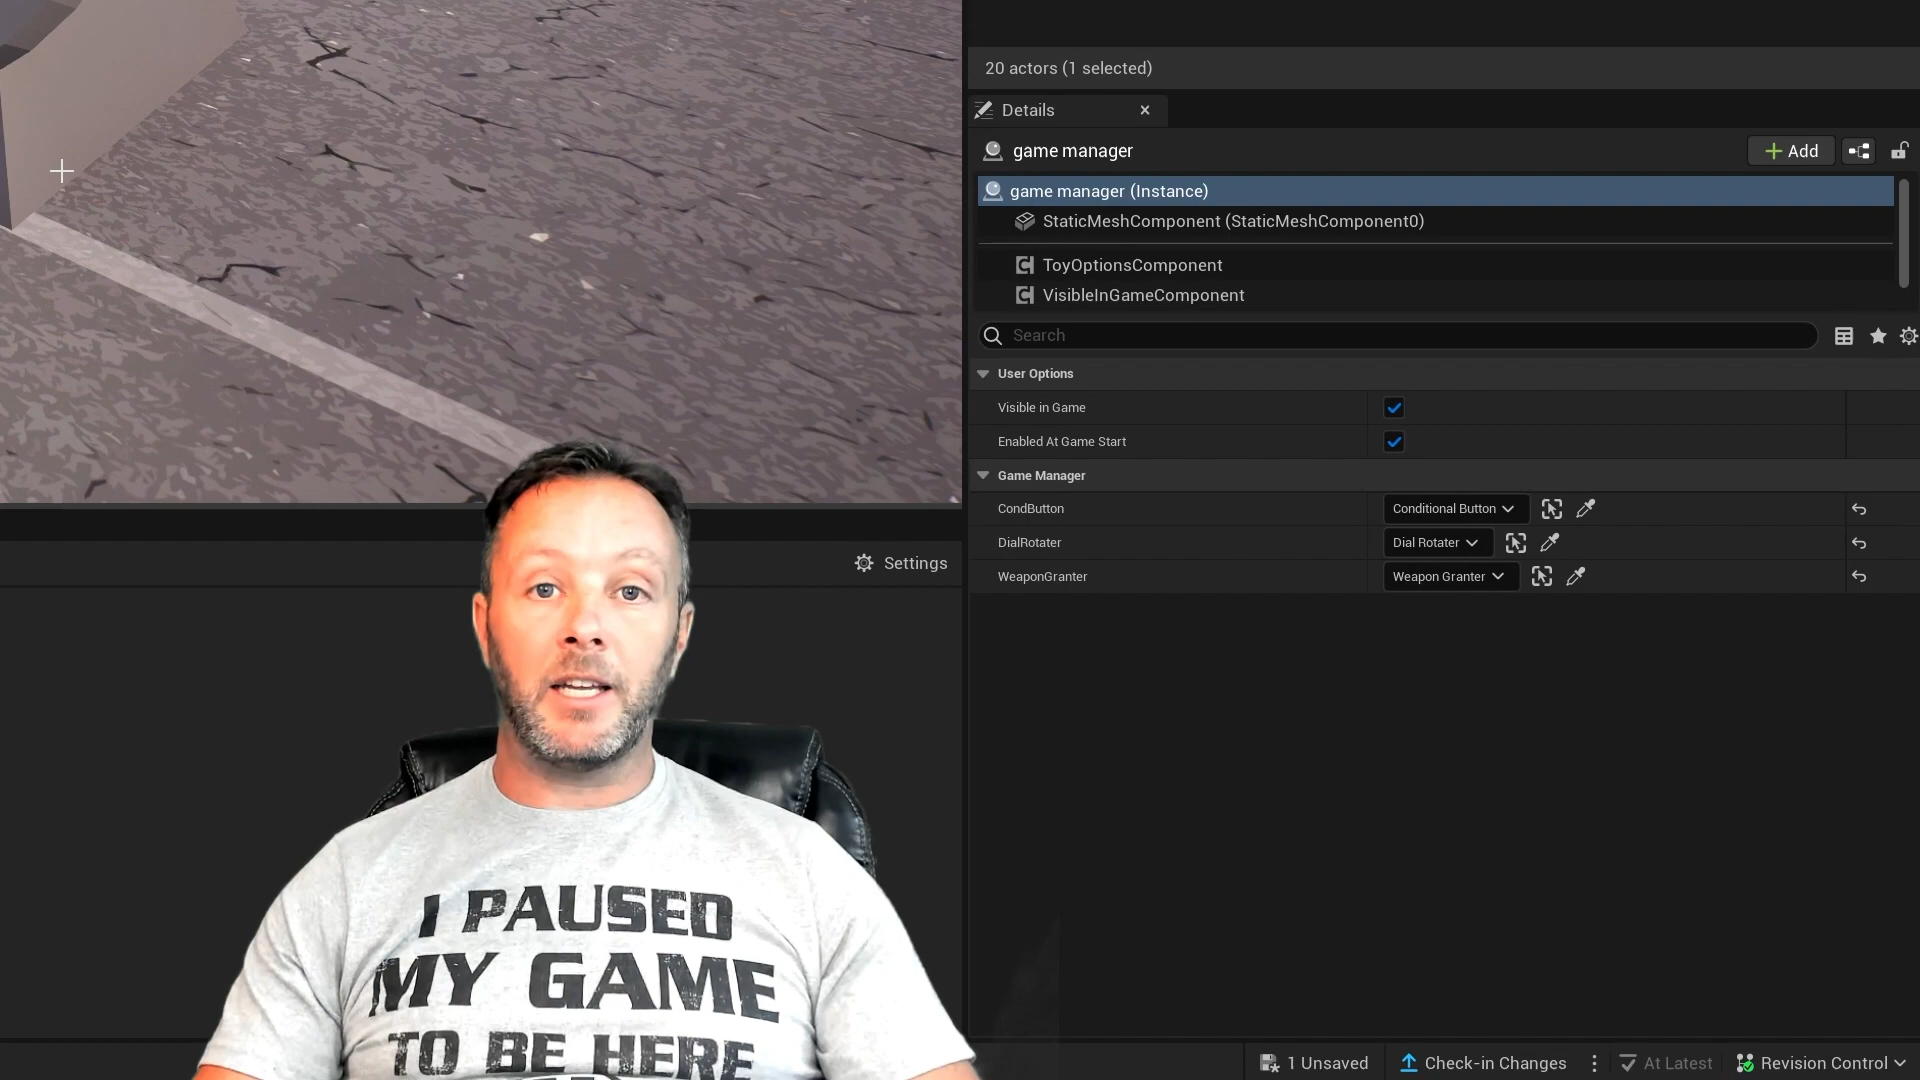 20 actors (1 selected)
Details
game manager
Add
game manager (Instance)
StaticMeshComponent (StaticMeshComponent0)
ToyOptionsComponent
VisibleInGameComponent
Search
User Options
Visible in Game
Enabled At Game Start
Game Manager
CondButton
Conditional Button
DialRotater
Dial Rotater
WeaponGranter
Weapon Granter
Settings
I PAUSED
MY GAME
TO BE HERE
1 Unsaved
Check-in Changes
At Latest
Revision Control